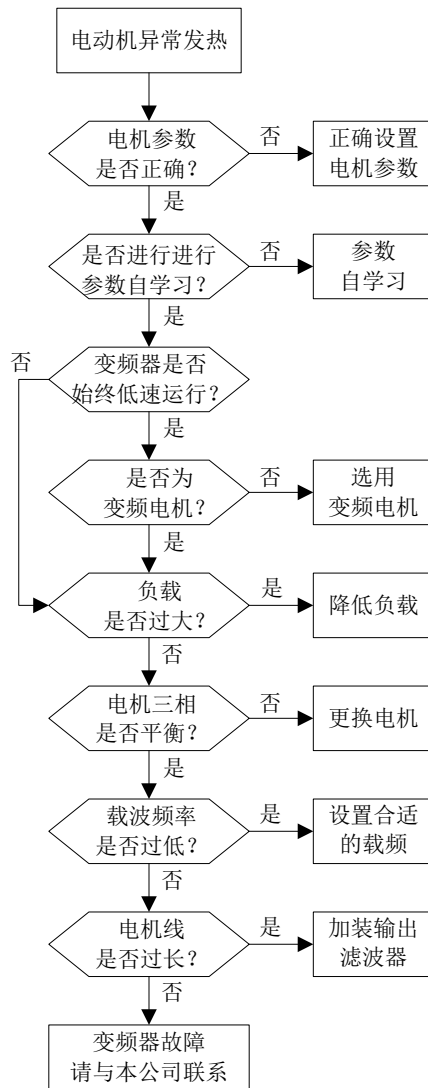 电动机异常发热
电机参数
是否正确？
否
正确设置
电机参数
是
是否进行进行
参数自学习？
否
参数
自学习
是
否
变频器是否
始终低速运行？
是
是否为
变频电机？
否
选用
变频电机
是
负载
是否过大？
是
降低负载
否
电机三相
是否平衡？
否
更换电机
是
载波频率
是否过低？
是
设置合适
的载频
否
电机线
是否过长？
是
加装输出
滤波器
否
变频器故障
请与本公司联系